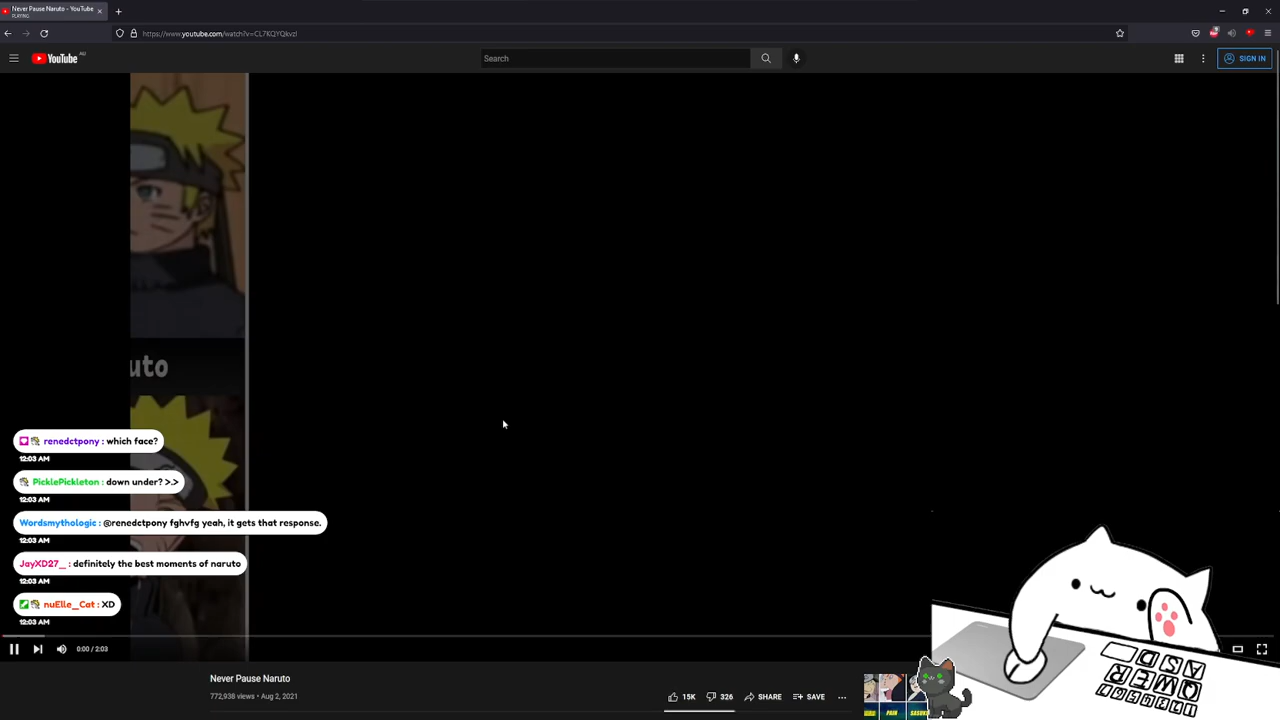 Never Pause Naruto - YouTube
PLAYING
https://www.youtube.com/watch?v=CL7KQYQkvzI
YouTube AU
Search
SIGN IN
uto
renedctpony : which face?
12:03 AM
PicklePickleton : down under? >.>
12:03 AM
Wordsmythologic : @renedctpony fghvfg yeah, it gets that response.
12:03 AM
JayXD27_ : definitely the best moments of naruto
12:03 AM
nuElle_Cat : XD
12:03 AM
0:00 / 2:03
Never Pause Naruto
772,938 views • Aug 2, 2021
15K
326
SHARE
SAVE
PAIN
A S D
Q W E R